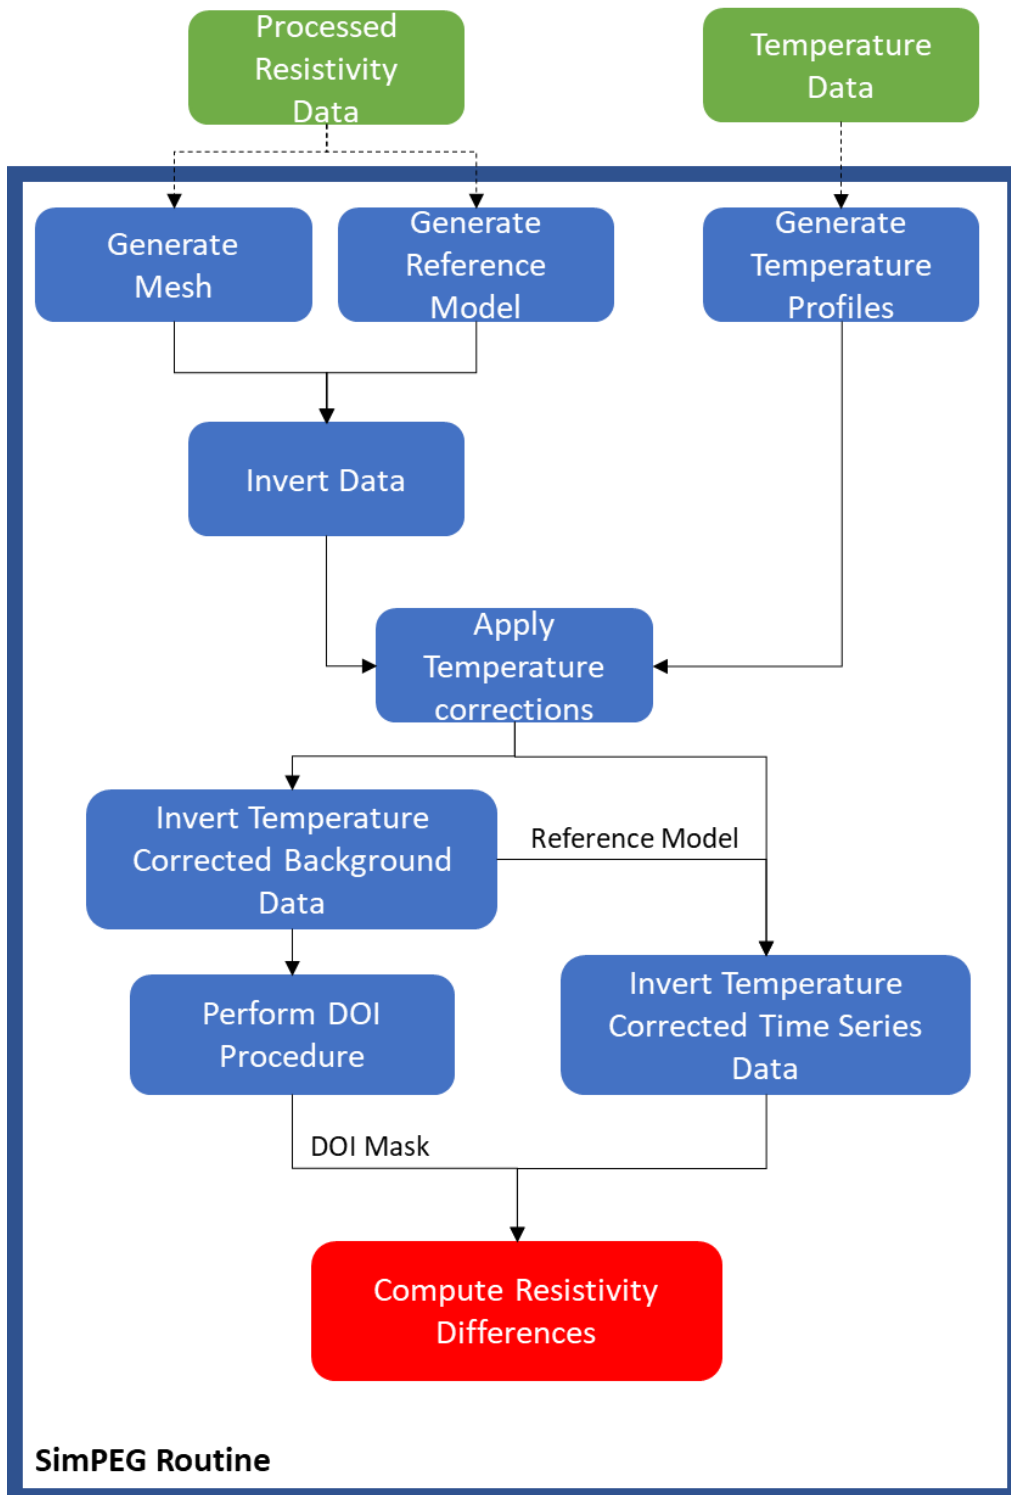 Processed
Resistivity
Data
Temperature
Data
Generate
Mesh
Generate
Reference
Model
Generate
Temperature
Profiles
Invert Data
Apply
Temperature
corrections
Invert Temperature
Corrected Background
Data
Reference Model
Perform DOI
Procedure
Invert Temperature
Corrected Time Series
Data
DOI Mask
Compute Resistivity
Differences
SimPEG Routine